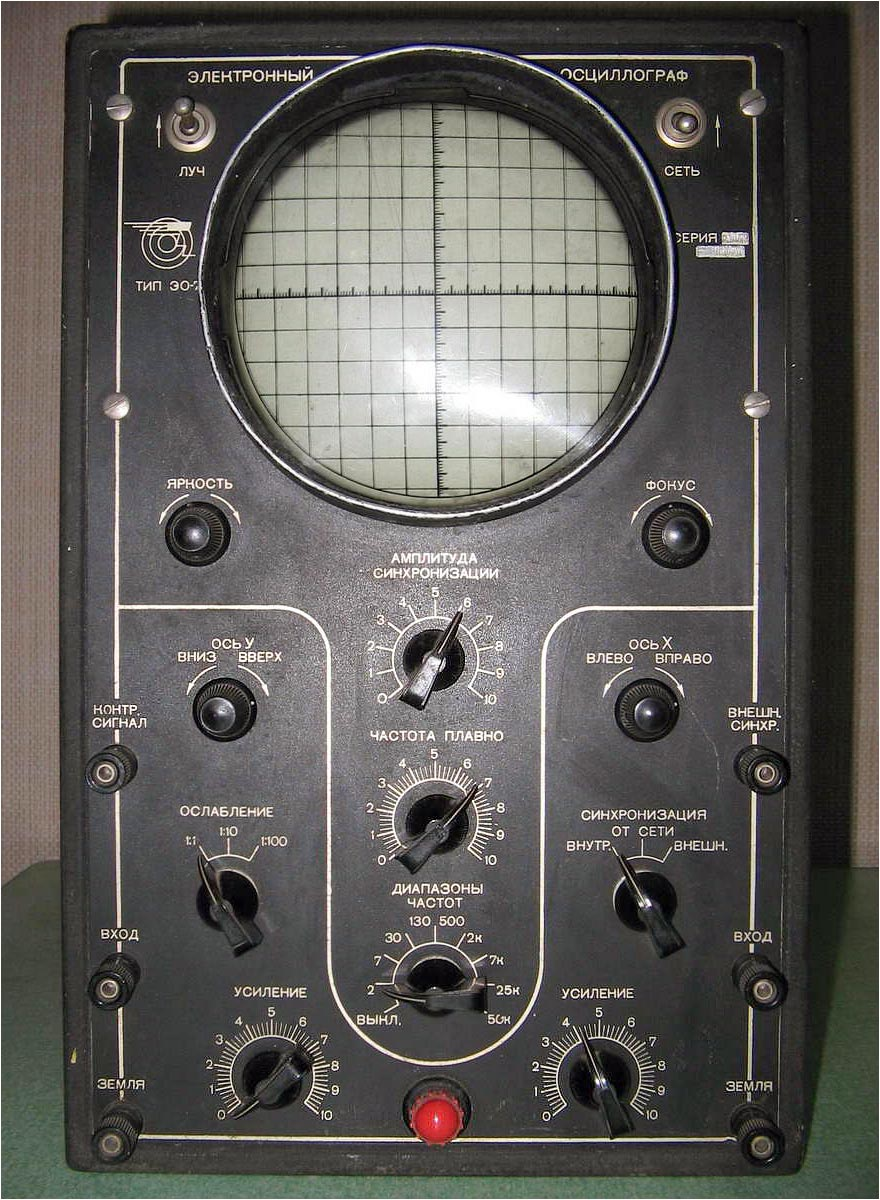 ЭЛЕКТРОННЫЙ ОСЦИЛЛОГРАФ
ЛУЧ
СЕТЬ
СЕРИЯ
ТИП ЭО-
ЯРКОСТЬ
ФОКУС
АМПЛИТУДА
СИНХРОНИЗАЦИИ
0 1 2 3 4 5 6 7 8 9 10
ОСЬ У
ВНИЗ ВВЕРХ
ОСЬ Х
ВЛЕВО ВПРАВО
КОНТР.
СИГНАЛ
ВНЕШН.
СИНХР.
ЧАСТОТА ПЛАВНО
0 1 2 3 4 5 6 7 8 9 10
ОСЛАБЛЕНИЕ
1:1 1:10 1:100
СИНХРОНИЗАЦИЯ
ОТ СЕТИ
ВНУТР. ВНЕШН.
ДИАПАЗОНЫ
ЧАСТОТ
ВЫКЛ. 2 7 30 130 500 2к 7к 25к 50к
ВХОД
ВХОД
УСИЛЕНИЕ
0 1 2 3 4 5 6 7 8 9 10
УСИЛЕНИЕ
0 1 2 3 4 5 6 7 8 9 10
ЗЕМЛЯ
ЗЕМЛЯ